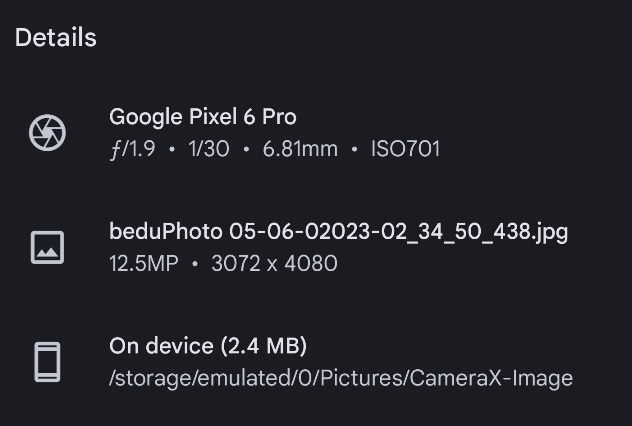 Details
Google Pixel 6 Pro
ƒ/1.9 • 1/30 • 6.81mm • ISO701
beduPhoto 05-06-02023-02_34_50_438.jpg
12.5MP • 3072 x 4080
On device (2.4 MB)
/storage/emulated/0/Pictures/CameraX-Image